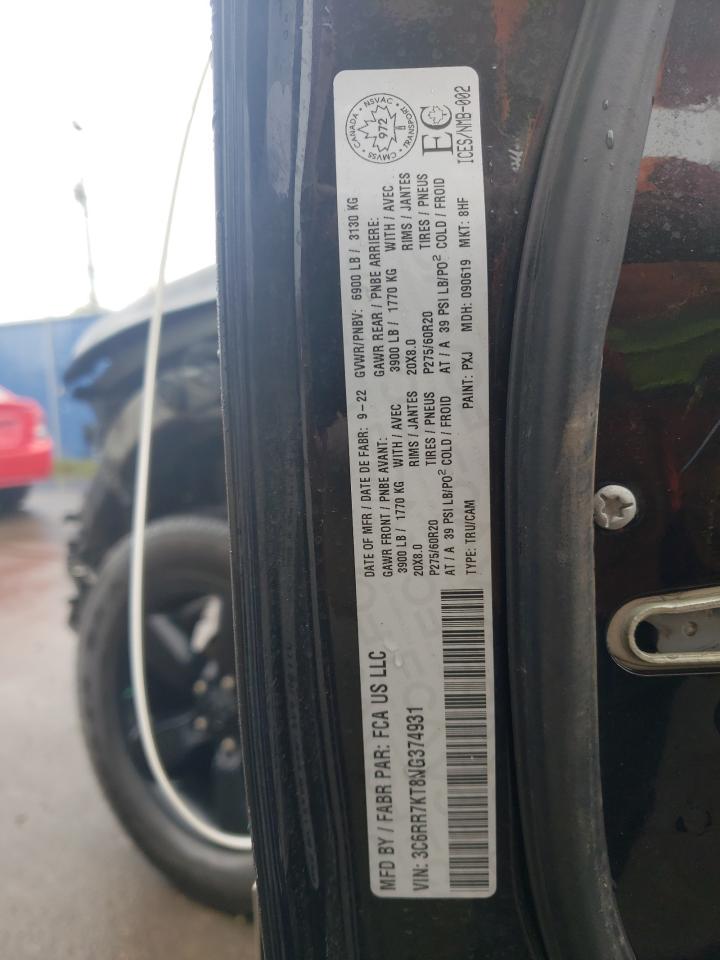 MFD BY / FABR PAR: FCA US LLC
VIN: 3C6RR7KT8NG374931
DATE OF MFR / DATE DE FABR: 9-22 GVWR/PNBV: 6900 LB / 3130 KG
GAWR FRONT / PNBE AVANT: GAWR REAR / PNBE ARRIERE:
3900 LB / 1770 KG WITH / AVEC 3900 LB / 1770 KG WITH / AVEC
20X8.0 RIMS / JANTES 20X8.0 RIMS / JANTES
P275/60R20 TIRES / PNEUS P275/60R20 TIRES / PNEUS
AT / A 39 PSI LB/PO² COLD / FROID AT / A 39 PSI LB/PO² COLD / FROID
TYPE: TRU/CAM PAINT: PXJ MDH: 090619 MKT: 8HF
CANADA • NSVAC • TRANSPORT • CMVSS
972
EC
ICES/NMB-002